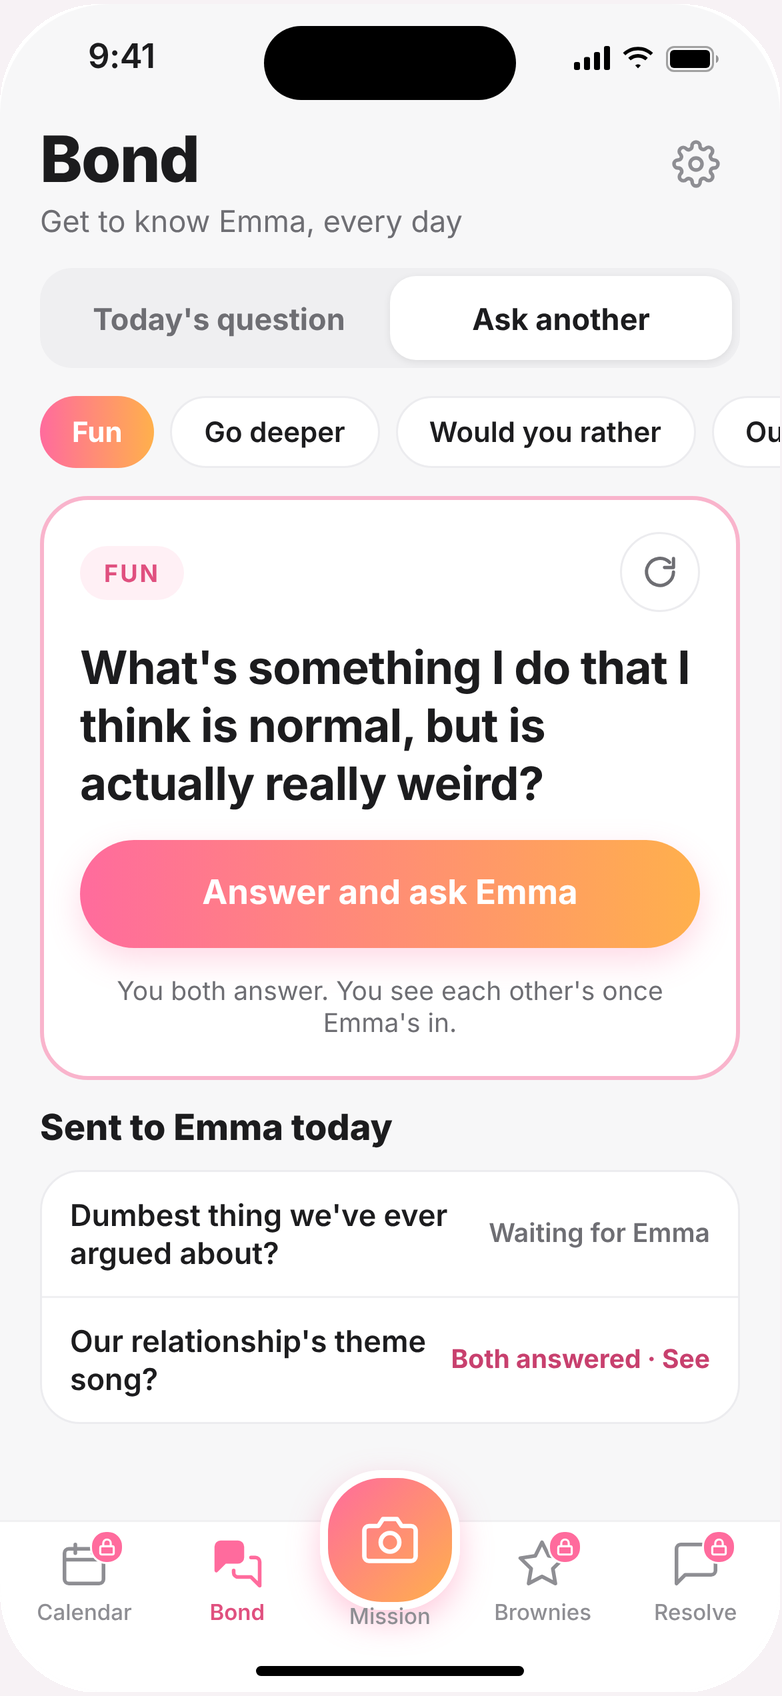 9:41
Bond
Get to know Emma, every day
Today's question
Ask another
Fun
Go deeper
Would you rather
Ou
FUN
What's something I do that I
think is normal, but is
actually really weird?
Answer and ask Emma
You both answer. You see each other's once
Emma's in.
Sent to Emma today
Dumbest thing we've ever
argued about?
Waiting for Emma
Our relationship's theme
song?
Both answered · See
Calendar
Bond
Mission
Brownies
Resolve